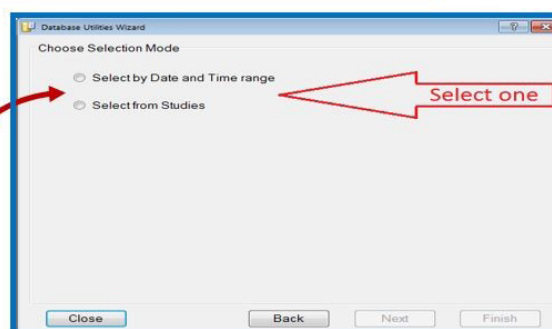 Database Utilities Wizard
Choose Selection Mode
Select by Date and Time range
Select from Studies
Select one
Close Back Next Finish